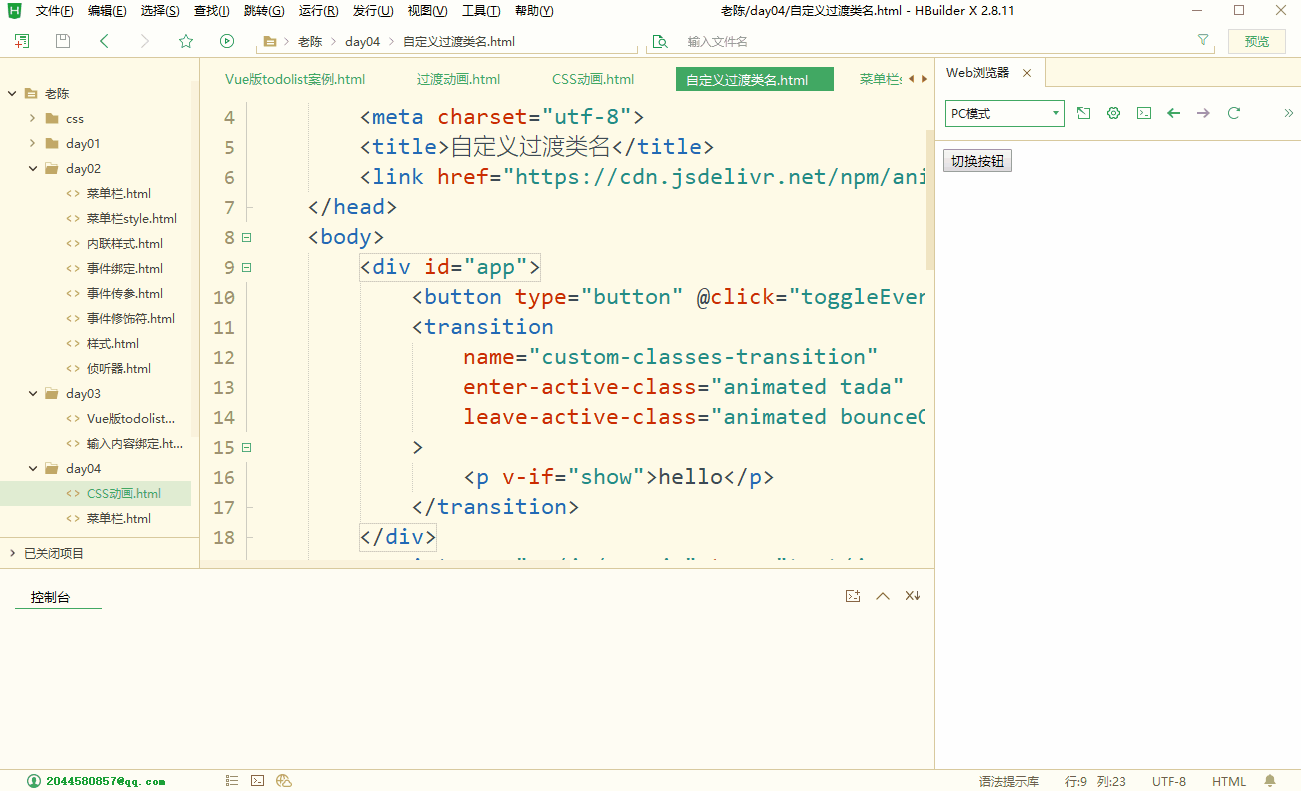 文件(F) 编辑(E) 选择(S) 查找(I) 跳转(G) 运行(R) 发行(U) 视图(V) 工具(T) 帮助(Y) 老陈/day04/自定义过渡类名.html - HBuilder X 2.8.11
老陈 day04 自定义过渡类名.html 输入文件名 预览
老陈
css
day01
day02
菜单栏.html
菜单栏style.html
内联样式.html
事件绑定.html
事件传参.html
事件修饰符.html
样式.html
侦听器.html
day03
Vue版todolist...
输入内容绑定.ht...
day04
CSS动画.html
菜单栏.html
已关闭项目
Vue版todolist案例.html 过渡动画.html CSS动画.html 自定义过渡类名.html 菜单栏s
4 <meta charset="utf-8">
5 <title>自定义过渡类名</title>
6 <link href="https://cdn.jsdelivr.net/npm/ani
7 </head>
8 <body>
9 <div id="app">
10 <button type="button" @click="toggleEven
11 <transition
12 name="custom-classes-transition"
13 enter-active-class="animated tada"
14 leave-active-class="animated bounceO
15 >
16 <p v-if="show">hello</p>
17 </transition>
18 </div>
Web浏览器
PC模式
切换按钮
控制台
2044580857@qq.com 语法提示库 行:9 列:23 UTF-8 HTML